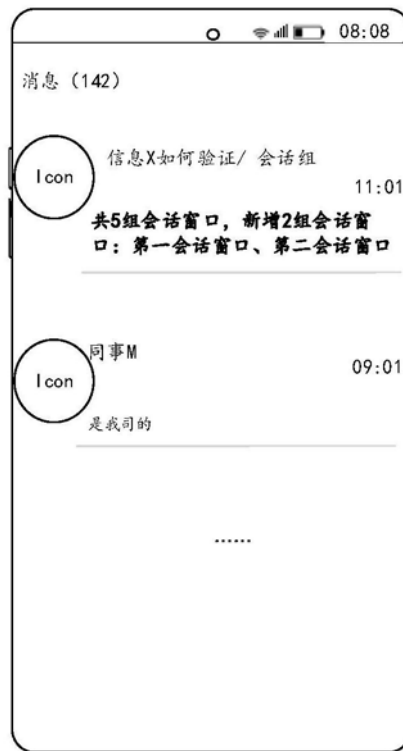 08:08
消息（142）
Icon
信息X如何验证/ 会话组
11:01
共5组会话窗口，新增2组会话窗
口：第一会话窗口、第二会话窗口
Icon
同事M
09:01
是我司的
......